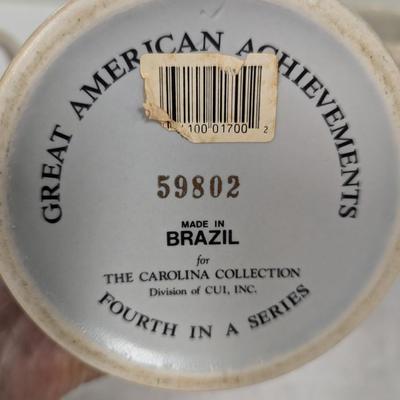 GREAT AMERICAN ACHIEVEMENTS
100 01700 2
59802
MADE IN
BRAZIL
for
THE CAROLINA COLLECTION
Division of CUI, INC.
FOURTH IN A SERIES